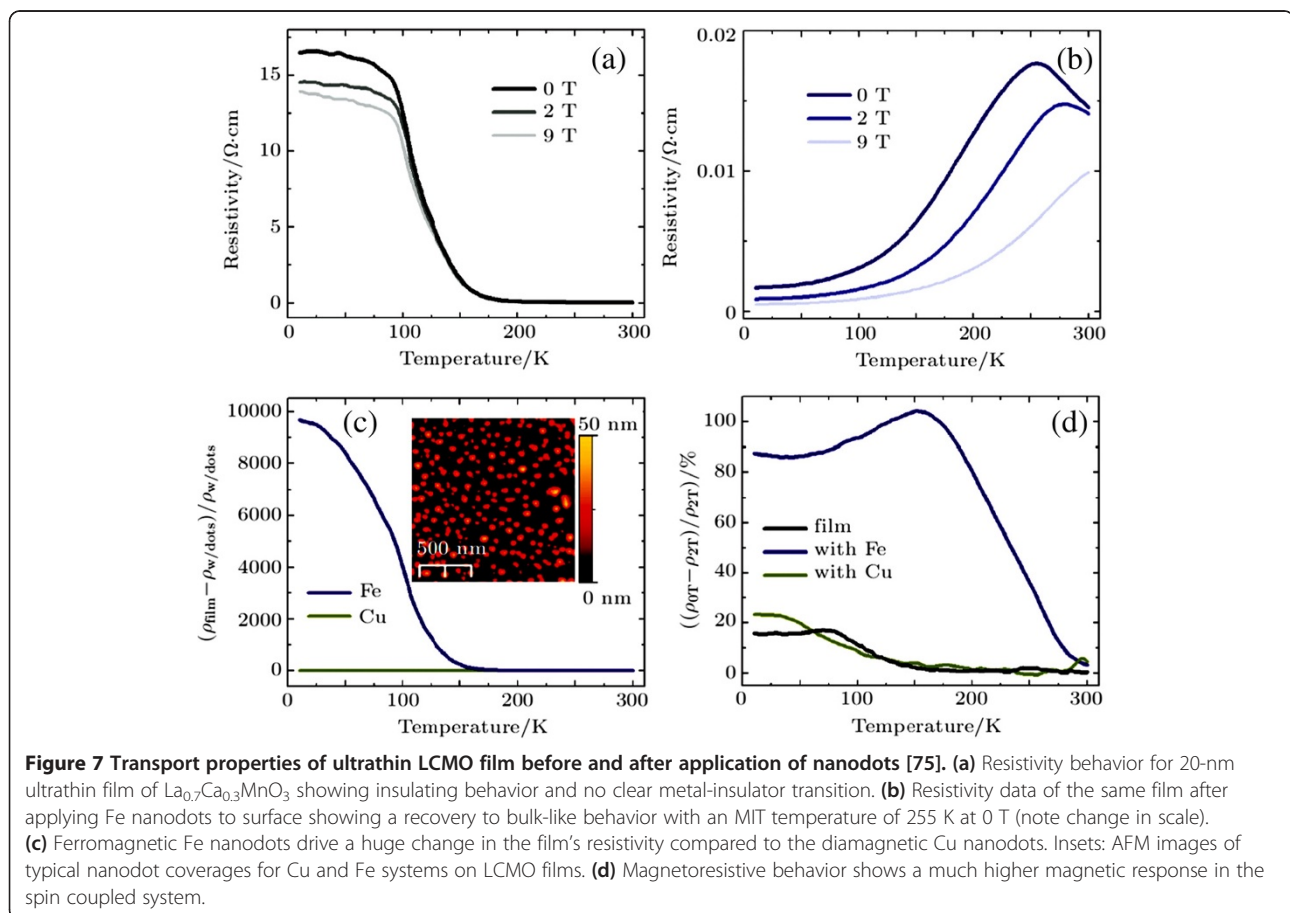 (a)
Resistivity/Ω·cm
15
10
5
0
0 T
2 T
9 T
0 100 200 300
Temperature/K
(b)
Resistivity/Ω·cm
0.02
0.01
0
0 T
2 T
9 T
0 100 200 300
Temperature/K
(c)
(ρfilm−ρw/dots)/ρw/dots
10000
8000
6000
4000
2000
0
50 nm
500 nm
0 nm
Fe
Cu
0 100 200 300
Temperature/K
(d)
((ρ0T−ρ2T)/ρ2T)/%
100
80
60
40
20
0
film
with Fe
with Cu
0 100 200 300
Temperature/K
Figure 7 Transport properties of ultrathin LCMO film before and after application of nanodots [75]. (a) Resistivity behavior for 20-nm
ultrathin film of La0.7Ca0.3MnO3 showing insulating behavior and no clear metal-insulator transition. (b) Resistivity data of the same film after
applying Fe nanodots to surface showing a recovery to bulk-like behavior with an MIT temperature of 255 K at 0 T (note change in scale).
(c) Ferromagnetic Fe nanodots drive a huge change in the film's resistivity compared to the diamagnetic Cu nanodots. Insets: AFM images of
typical nanodot coverages for Cu and Fe systems on LCMO films. (d) Magnetoresistive behavior shows a much higher magnetic response in the
spin coupled system.